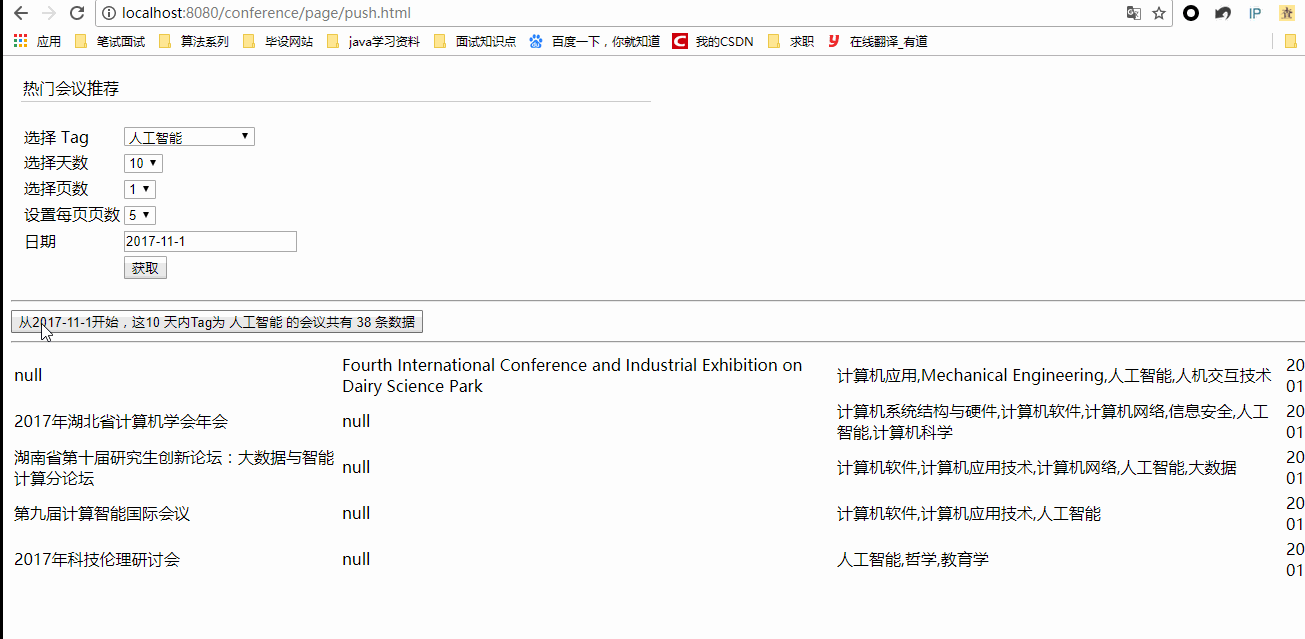 localhost:8080/conference/page/push.html
应用 笔试面试 算法系列 毕设网站 java学习资料 面试知识点 百度一下，你就知道 C 我的CSDN 求职 y 在线翻译_有道
IP
热门会议推荐
选择 Tag 人工智能
选择天数 10
选择页数 1
设置每页页数 5
日期 2017-11-1
获取
从2017-11-1开始，这10 天内Tag为 人工智能 的会议共有 38 条数据
null Fourth International Conference and Industrial Exhibition on 计算机应用,Mechanical Engineering,人工智能,人机交互技术 20
Dairy Science Park 01
2017年湖北省计算机学会年会 null 计算机系统结构与硬件,计算机软件,计算机网络,信息安全,人工 20
智能,计算机科学 01
湖南省第十届研究生创新论坛：大数据与智能 null 计算机软件,计算机应用技术,计算机网络,人工智能,大数据 20
计算分论坛 01
第九届计算智能国际会议 null 计算机软件,计算机应用技术,人工智能 20
01
2017年科技伦理研讨会 null 人工智能,哲学,教育学 20
01